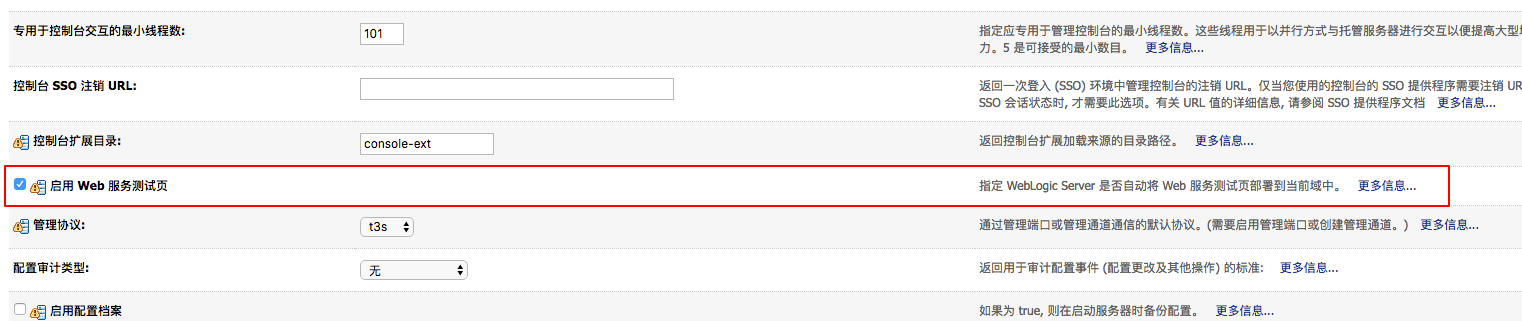 专用于控制台交互的最小线程数: 101 指定应专用于管理控制台的最小线程数。这些线程用于以并行方式与托管服务器进行交互以便提高大型
力。5 是可接受的最小数目。 更多信息...
控制台 SSO 注销 URL: 返回一次登入 (SSO) 环境中管理控制台的注销 URL。仅当您使用的控制台的 SSO 提供程序需要注销 UR
SSO 会话状态时, 才需要此选项。有关 URL 值的详细信息, 请参阅 SSO 提供程序文档 更多信息...
控制台扩展目录: console-ext 返回控制台扩展加载来源的目录路径。 更多信息...
启用 Web 服务测试页 指定 WebLogic Server 是否自动将 Web 服务测试页部署到当前域中。 更多信息...
管理协议: t3s 通过管理端口或管理通道通信的默认协议。(需要启用管理端口或创建管理通道。) 更多信息...
配置审计类型: 无 返回用于审计配置事件 (配置更改及其他操作) 的标准: 更多信息...
启用配置档案 如果为 true, 则在启动服务器时备份配置。 更多信息...